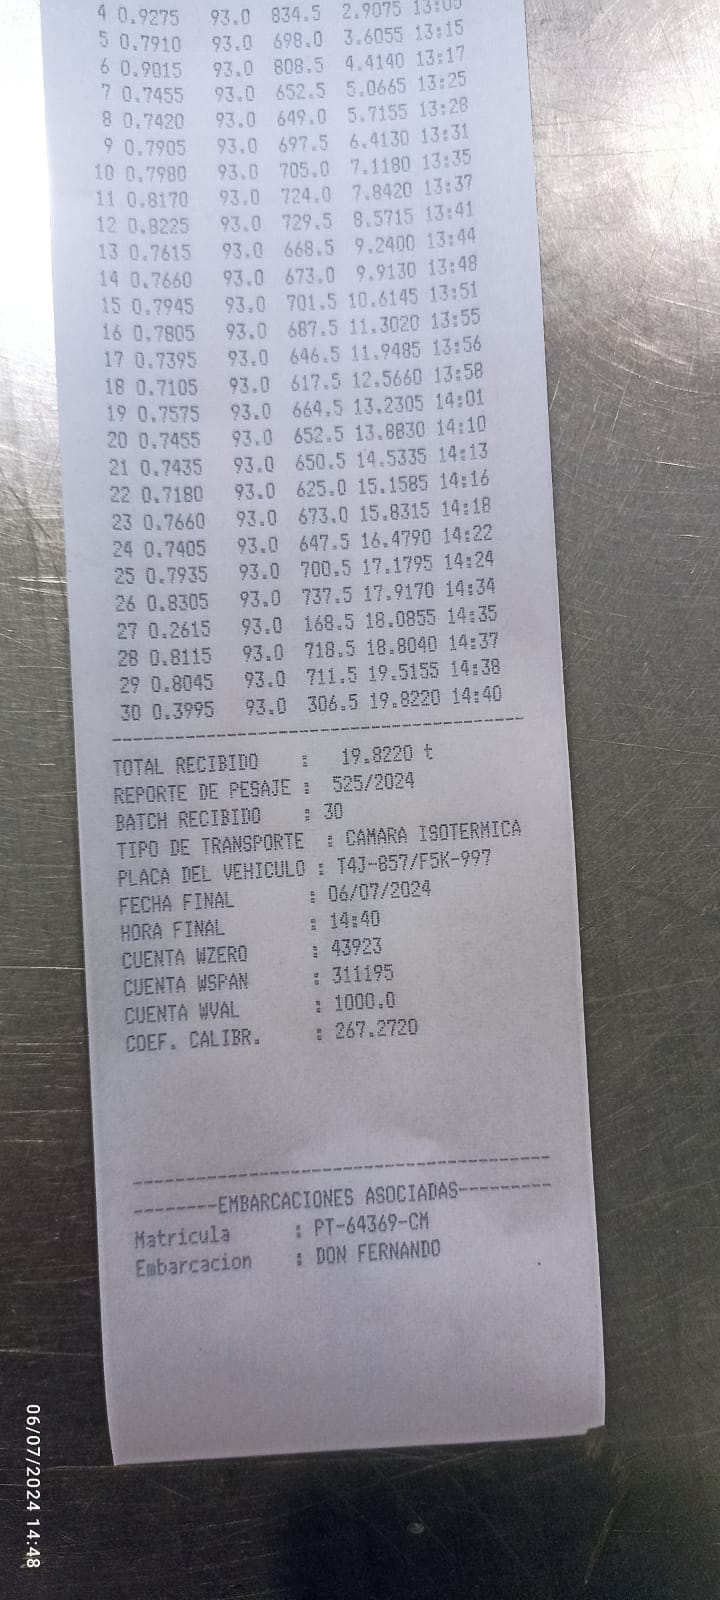 4 0.9275 93.0 834.5 2.9075 13:05
5 0.7910 93.0 698.0 3.6055 13:15
6 0.9015 93.0 808.5 4.4140 13:17
7 0.7455 93.0 652.5 5.0665 13:25
8 0.7420 93.0 649.0 5.7155 13:28
9 0.7905 93.0 697.5 6.4130 13:31
10 0.7980 93.0 705.0 7.1180 13:35
11 0.8170 93.0 724.0 7.8420 13:37
12 0.8225 93.0 729.5 8.5715 13:41
13 0.7615 93.0 668.5 9.2400 13:44
14 0.7660 93.0 673.0 9.9130 13:48
15 0.7945 93.0 701.5 10.6145 13:51
16 0.7805 93.0 687.5 11.3020 13:55
17 0.7395 93.0 646.5 11.9485 13:56
18 0.7105 93.0 617.5 12.5660 13:58
19 0.7575 93.0 664.5 13.2305 14:01
20 0.7455 93.0 652.5 13.8830 14:10
21 0.7435 93.0 650.5 14.5335 14:13
22 0.7180 93.0 625.0 15.1585 14:16
23 0.7660 93.0 673.0 15.8315 14:18
24 0.7405 93.0 647.5 16.4790 14:22
25 0.7935 93.0 700.5 17.1795 14:24
26 0.8305 93.0 737.5 17.9170 14:34
27 0.2615 93.0 168.5 18.0855 14:35
28 0.8115 93.0 718.5 18.8040 14:37
29 0.8045 93.0 711.5 19.5155 14:38
30 0.3995 93.0 306.5 19.8220 14:40
----------------------------------------
TOTAL RECIBIDO : 19.8220 t
REPORTE DE PESAJE : 525/2024
BATCH RECIBIDO : 30
TIPO DE TRANSPORTE : CAMARA ISOTERMICA
PLACA DEL VEHICULO : T4J-857/F5K-997
FECHA FINAL : 06/07/2024
HORA FINAL : 14:40
CUENTA WZERO : 43923
CUENTA WSPAN : 311195
CUENTA WVAL : 1000.0
COEF. CALIBR. : 267.2720
----------------------------------------
--------EMBARCACIONES ASOCIADAS---------
Matricula : PT-64369-CM
Embarcacion : DON FERNANDO
06/07/2024 14:48